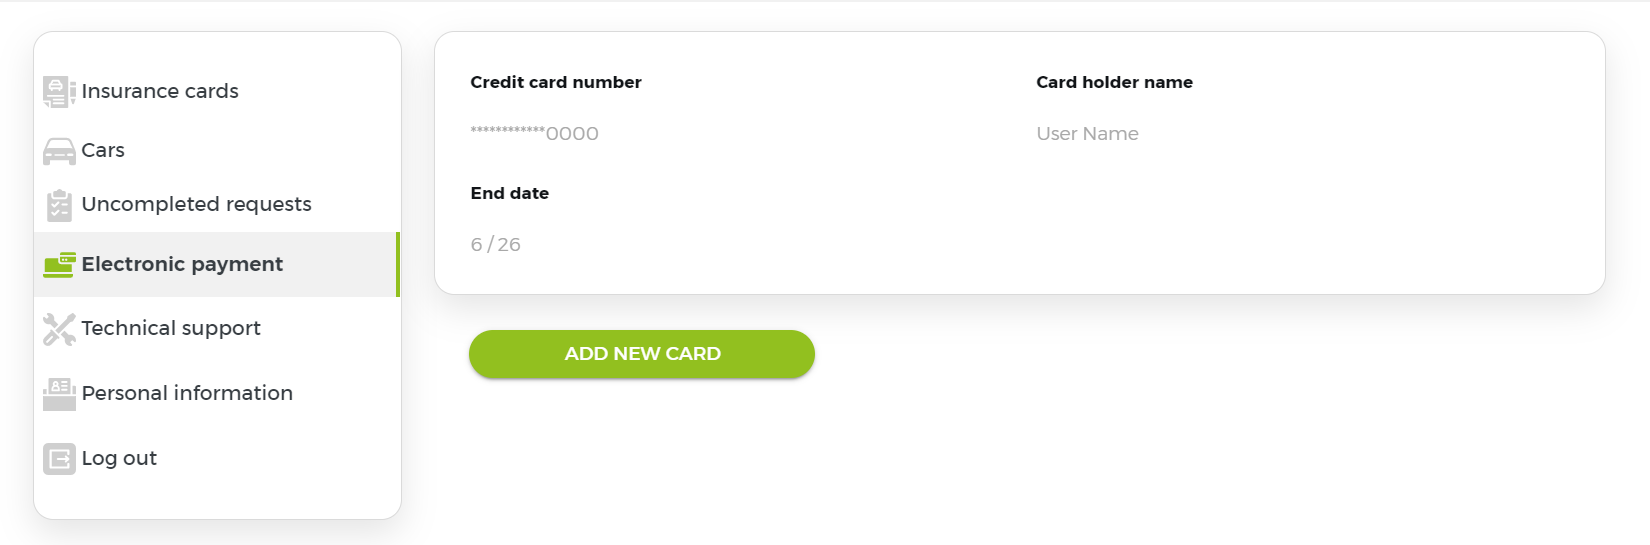 Insurance cards
Cars
Uncompleted requests
Electronic payment
Technical support
Personal information
Log out
Credit card number
************0000
Card holder name
User Name
End date
6 / 26
ADD NEW CARD